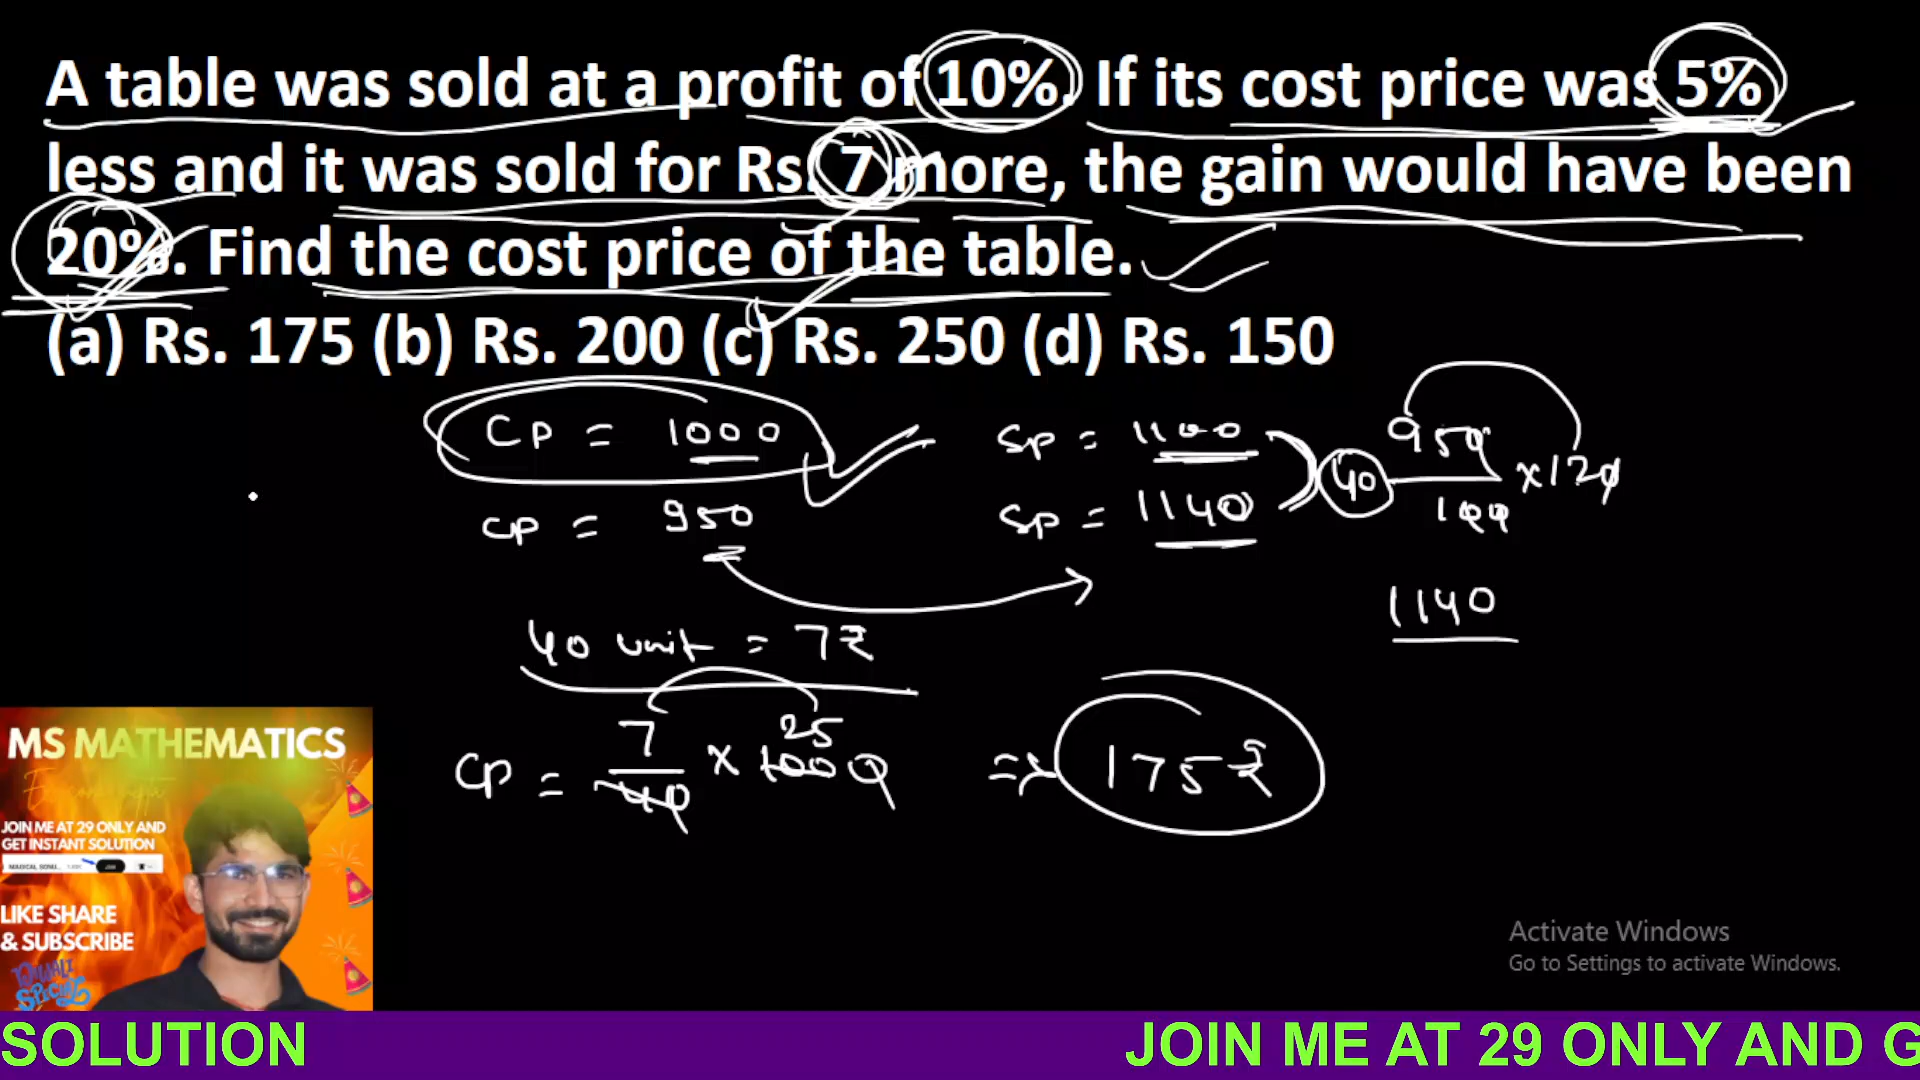 A table was sold at a profit of 10%. If its cost price was 5%
less and it was sold for Rs. 7 more, the gain would have been
20%. Find the cost price of the table.
(a) Rs. 175 (b) Rs. 200 (c) Rs. 250 (d) Rs. 150
CP = 1000
SP = 1100
CP = 950
SP = 1140
40
950
100
×120
1140
40 unit = 7₹
CP = 7
40
× 1000
25
=> 175₹
MS MATHEMATICS
JOIN ME AT 29 ONLY AND
GET INSTANT SOLUTION
LIKE SHARE
& SUBSCRIBE
DIWALI
SPECIAL
Activate Windows
Go to Settings to activate Windows.
SOLUTION
JOIN ME AT 29 ONLY AND G